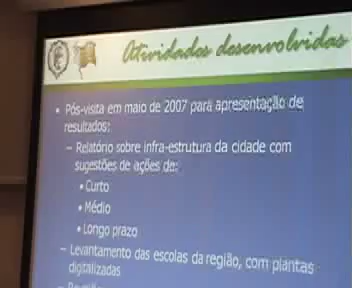 Atividades desenvolvidas
• Pós-visita em maio de 2007 para apresentação de
resultados:
– Relatório sobre infra-estrutura da cidade com
sugestões de ações de:
• Curto
• Médio
• Longo prazo
– Levantamento das escolas da região, com plantas
digitalizadas